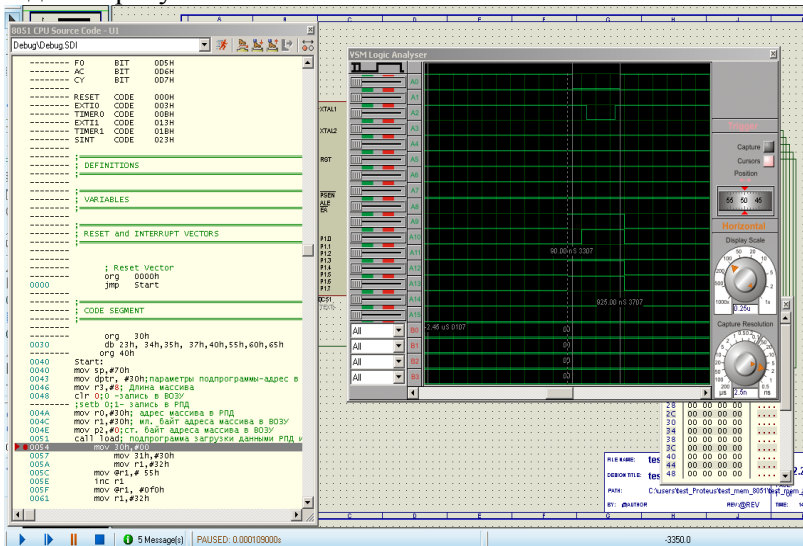 8051 CPU Source Code - U1
Debug\Debug.SDI
-------- F0 BIT 0D5H
-------- AC BIT 0D6H
-------- CY BIT 0D7H
-------- RESET CODE 000H
-------- EXTI0 CODE 003H
-------- TIMER0 CODE 00BH
-------- EXTI1 CODE 013H
-------- TIMER1 CODE 01BH
-------- SINT CODE 023H
-------- ; DEFINITIONS
-------- ; VARIABLES
-------- ; RESET and INTERRUPT VECTORS
-------- ; Reset Vector
-------- org 0000h
0000 jmp Start
-------- ; CODE SEGMENT
-------- org 30h
0030 db 23h, 34h,35h, 37h,40h,55h,60h,65h
-------- org 40h
0040 Start:
0040 mov sp,#70h
0043 mov dptr, #30h;параметры подпрограммы-адрес в
0046 mov r3,#8; Длина массива
0048 clr 0;0 -запись в ВОЗУ
-------- ;setb 0;1- запись в РПД
004A mov r0,#30h; адрес массива в РПД
004C mov r1,#30h; мл. байт адреса массива в ВОЗУ
004E mov p2,#0;ст. байт адреса массива в ВОЗУ
0051 call load; подпрограмма загрузки данными РПД и
0054 mov 30h,#00
0057 mov 31h,#30h
005A mov r1,#32h
005C mov @r1,# 55h
005E inc r1
005F mov @r1, #0f0h
0061 mov r1,#32h
XTAL1
XTAL2
RST
PSEN
ALE
EA
P1.0
P1.1
P1.2
P1.3
P1.4
P1.5
P1.6
P1.7
VSM Logic Analyser
A0
A1
A2
A3
A4
A5
A6
A7
A8
A9
A10
A11
A12
A13
A14
A15
B0
B1
B2
B3
All
All
All
All
90.00 nS 3307
925.00 nS 3707
-2.45 uS 0107
Trigger
Capture
Cursors
Position
55 50 45
Horizontal
Display Scale
0.25u
Capture Resolution
2.5n
28 00 00 00 00 ....
2C 00 00 00 00 ....
30 00 00 00 00 ....
34 00 00 00 00 ....
38 00 00 00 00 ....
3C 00 00 00 00 ....
40 00 00 00 00 ....
44 00 00 00 00 ....
48 00 00 00 00 ....
FILE NAME:
DESIGN TITLE:
PATH: C:\users\test_Proteus\test_mem_8051\test_mem_
BY: @AUTHOR
REV:@REV
TIME:
5 Message(s)
PAUSED: 0.000109000s
-3350.0